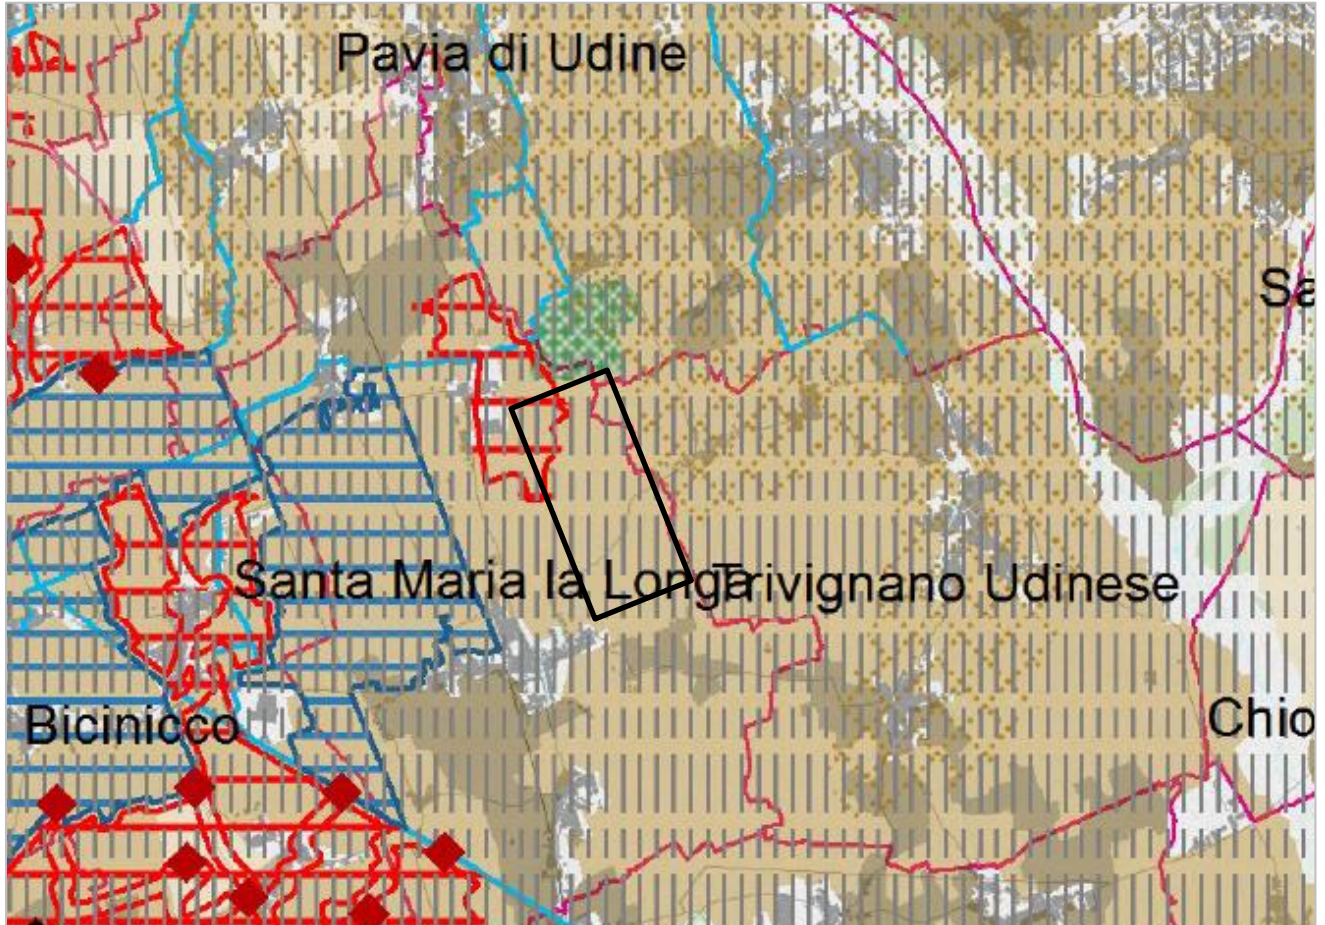 Pavia di Udine
Sa
Santa Maria la Longa
Trivignano Udinese
Bicinicco
Chio